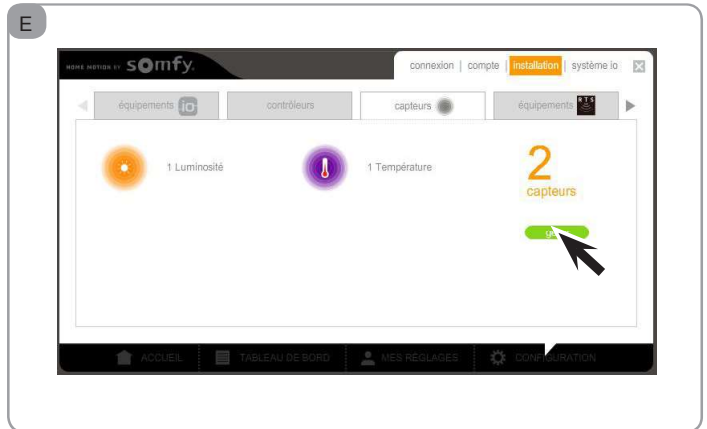 E
HOME MOTION BY somfy.
connexion | compte | installation | système io
équipements io
contrôleurs
capteurs
équipements RTS
1 Luminosité
1 Température
2
capteurs
ACCUEIL
TABLEAU DE BORD
MES RÉGLAGES
CONFIGURATION